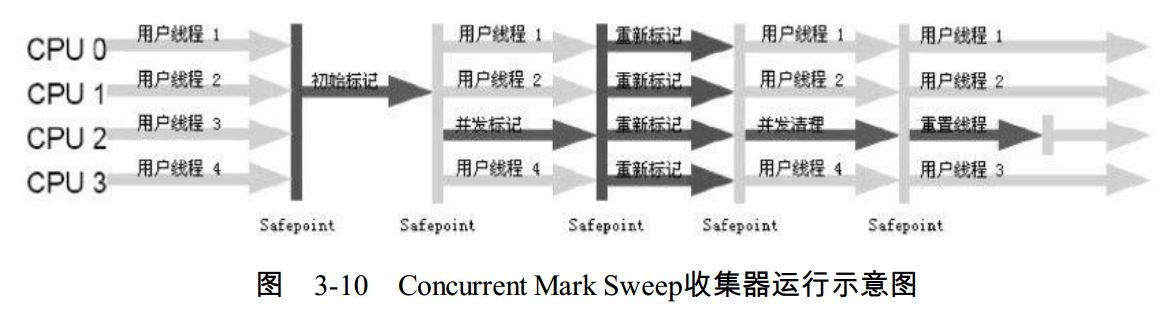 CPU 0 用户线程 1 用户线程 1 重新标记 用户线程 1 用户线程 1
CPU 1 用户线程 2 初始标记 用户线程 2 重新标记 用户线程 2 用户线程 2
CPU 2 用户线程 3 并发标记 重新标记 并发清理 重置线程
CPU 3 用户线程 4 用户线程 4 重新标记 用户线程 4 用户线程 3
Safepoint Safepoint Safepoint Safepoint Safepoint
图 3-10 Concurrent Mark Sweep收集器运行示意图